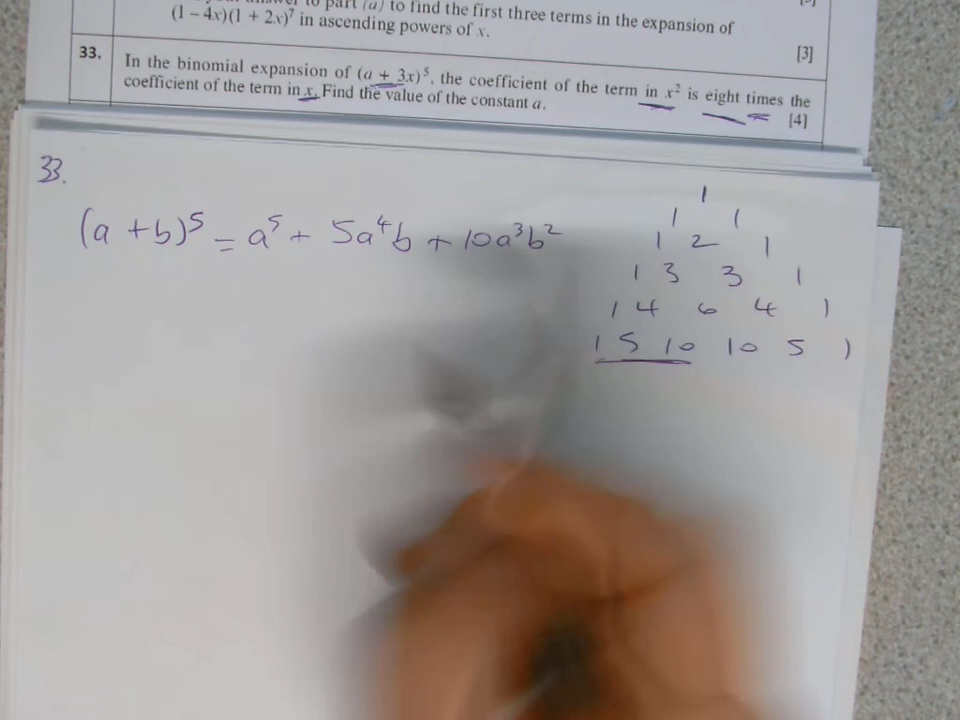 to part (a) to find the first three terms in the expansion of
(1 − 4x)(1 + 2x)⁷ in ascending powers of x.
[3]
33. In the binomial expansion of (a + 3x)⁵, the coefficient of the term in x² is eight times the
coefficient of the term in x. Find the value of the constant a.
[4]
33.
(a + b)⁵ = a⁵ + 5a⁴b + 10a³b²
1
1 1
1 2 1
1 3 3 1
1 4 6 4 1
1 5 10 10 5 1